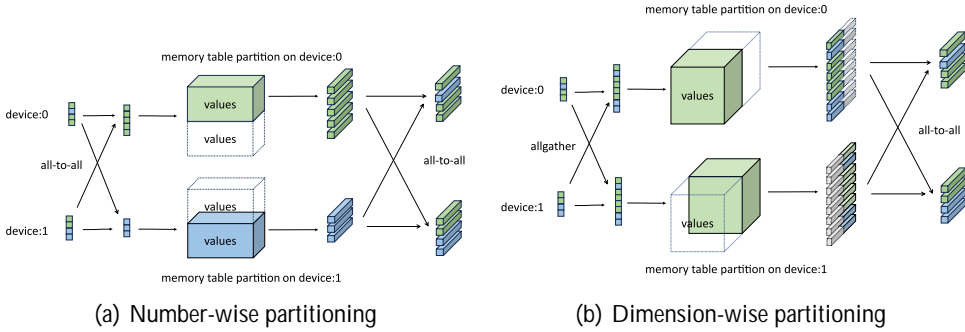 memory table partition on device:0
device:0
values
values
all-to-all
all-to-all
device:1
values
values
memory table partition on device:1
(a) Number-wise partitioning
memory table partition on device:0
device:0
values
allgather
all-to-all
device:1
values
memory table partition on device:1
(b) Dimension-wise partitioning